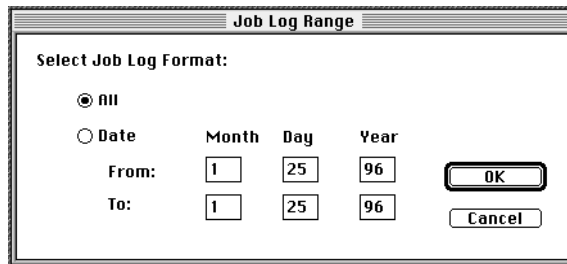 Job Log Range
Select Job Log Format:
All
Date Month Day Year
From: 1 25 96
OK
To: 1 25 96
Cancel